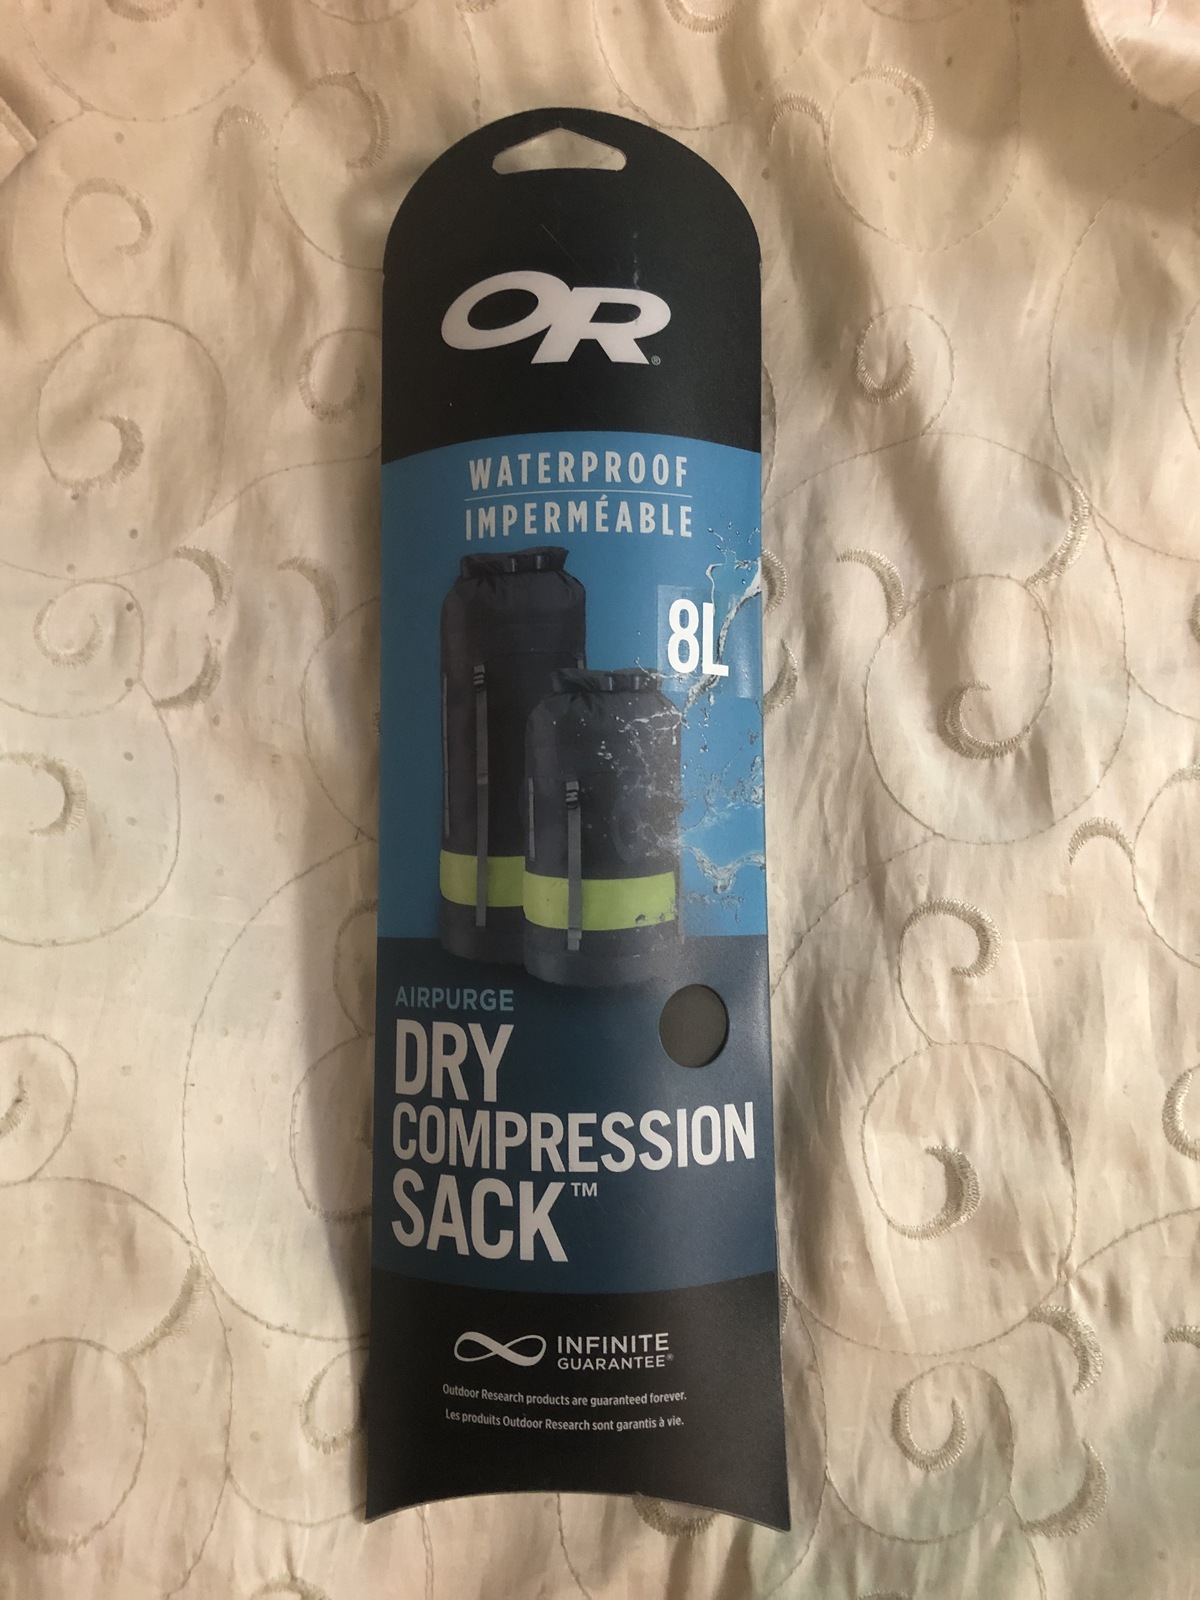 OR®
WATERPROOF
IMPERMÉABLE
8L
AIRPURGE
DRY
COMPRESSION
SACK™
INFINITE
GUARANTEE®
Outdoor Research products are guaranteed forever.
Les produits Outdoor Research sont garantis à vie.